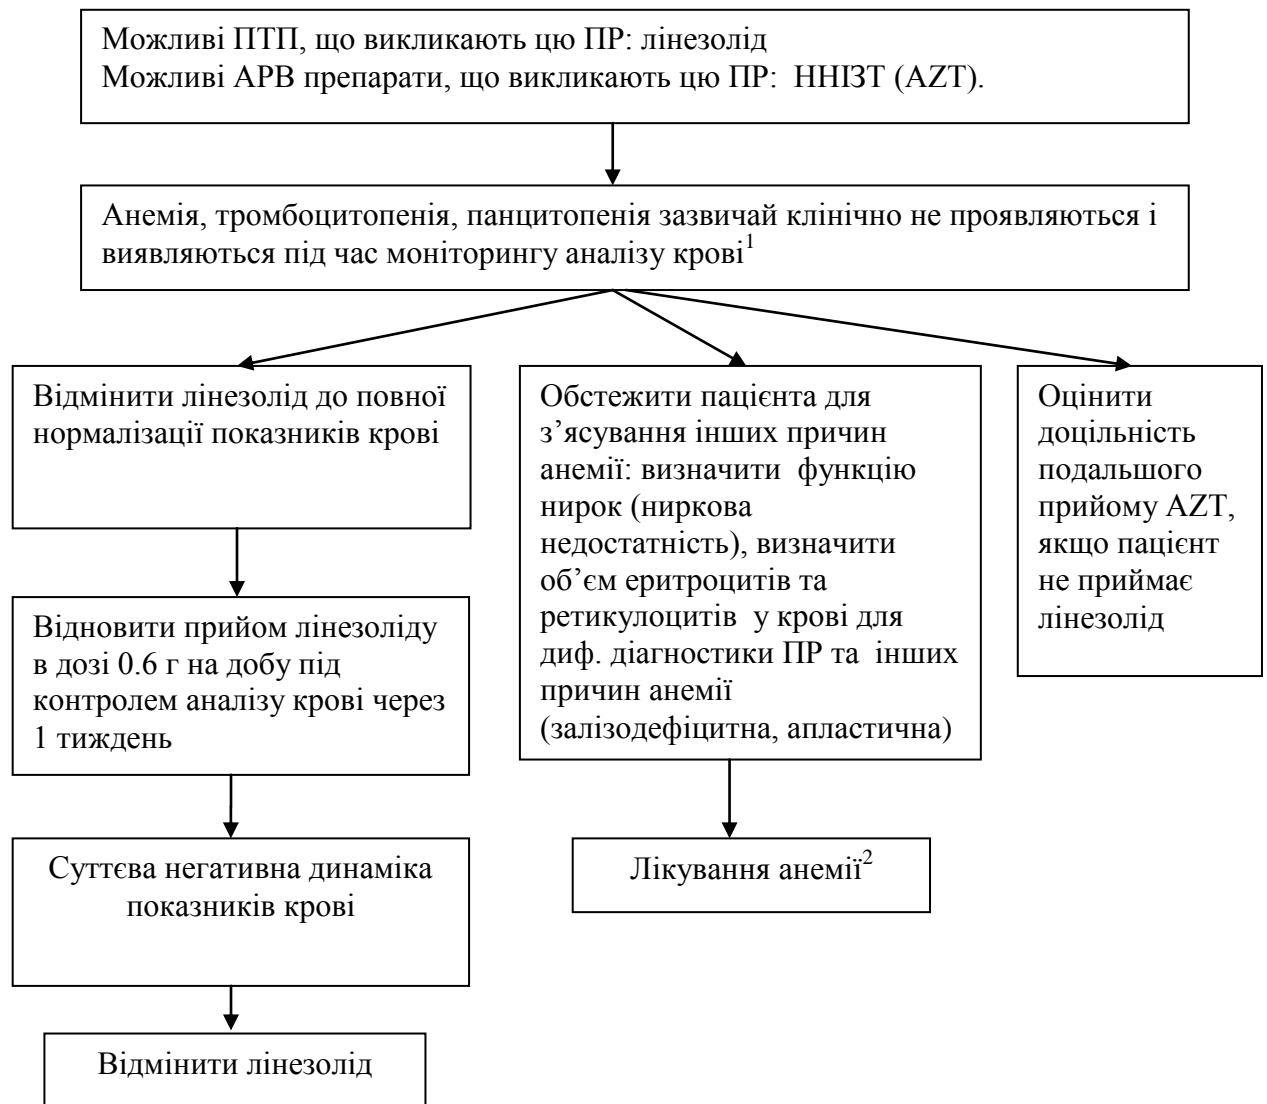 Можливі ПТП, що викликають цю ПР: лінезолід
Можливі АРВ препарати, що викликають цю ПР:  ННІЗТ (AZT).
Анемія, тромбоцитопенія, панцитопенія зазвичай клінічно не проявляються і
виявляються під час моніторингу аналізу крові1
Відмінити лінезолід до повної
нормалізації показників крові
Відновити прийом лінезоліду
в дозі 0.6 г на добу під
контролем аналізу крові через
1 тиждень
Суттєва негативна динаміка
показників крові
Відмінити лінезолід
Обстежити пацієнта для
з’ясування інших причин
анемії: визначити  функцію
нирок (ниркова
недостатність), визначити
об’єм еритроцитів та
ретикулоцитів  у крові для
диф. діагностики ПР та  інших
причин анемії
(залізодефіцитна, апластична)
Лікування анемії2
Оцінити
доцільність
подальшого
прийому AZT,
якщо пацієнт
не приймає
лінезолід